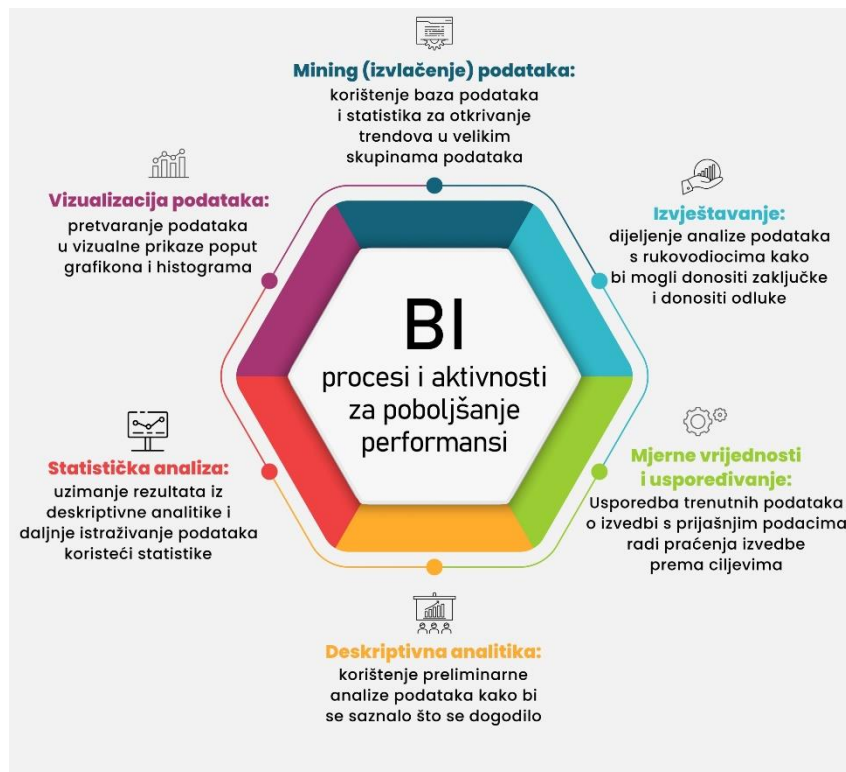 Mining (izvlačenje) podataka:
korištenje baza podataka
i statistika za otkrivanje
trendova u velikim
skupinama podataka
Izvještavanje:
dijeljenje analize podataka
s rukovodiocima kako
bi mogli donositi zaključke
i donositi odluke
Mjerne vrijednosti
i uspoređivanje:
Usporedba trenutnih podataka
o izvedbi s prijašnjim podacima
radi praćenja izvedbe
prema ciljevima
Deskriptivna analitika:
korištenje preliminarne
analize podataka kako bi
se saznalo što se dogodilo
Statistička analiza:
uzimanje rezultata iz
deskriptivne analitike i
daljnje istraživanje podataka
koristeći statistike
Vizualizacija podataka:
pretvaranje podataka
u vizualne prikaze poput
grafikona i histograma
BI
procesi i aktivnosti
za poboljšanje
performansi